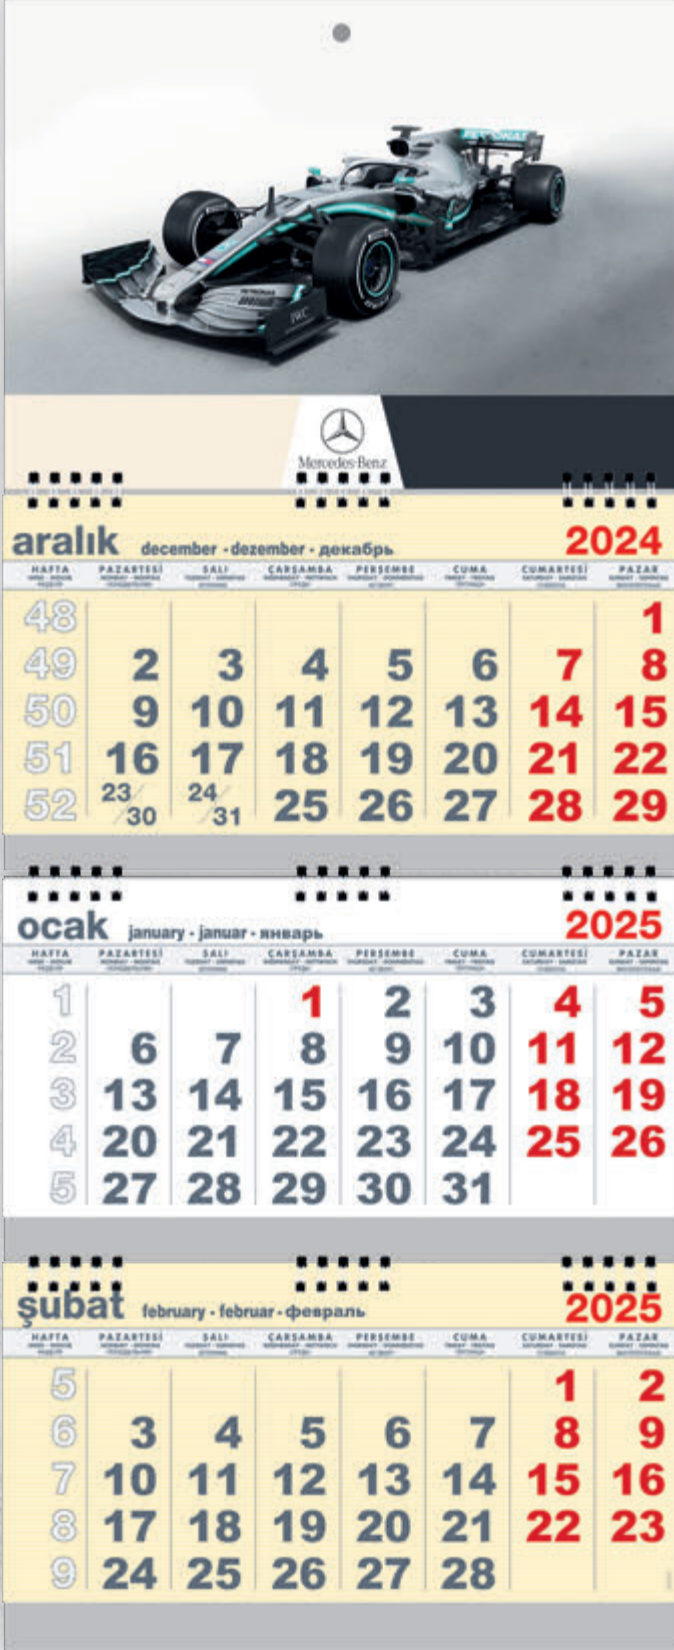 PETRONAS
PETRONAS
IWC
Mercedes-Benz
aralık december - dezember - декабрь 2024
HAFTA PAZARTESİ SALI ÇARŞAMBA PERŞEMBE CUMA CUMARTESİ PAZAR
48 1
49 2 3 4 5 6 7 8
50 9 10 11 12 13 14 15
51 16 17 18 19 20 21 22
52 23/30 24/31 25 26 27 28 29
ocak january - januar - январь 2025
HAFTA PAZARTESİ SALI ÇARŞAMBA PERŞEMBE CUMA CUMARTESİ PAZAR
1 1 2 3 4 5
2 6 7 8 9 10 11 12
3 13 14 15 16 17 18 19
4 20 21 22 23 24 25 26
5 27 28 29 30 31
şubat february - februar - февраль 2025
HAFTA PAZARTESİ SALI ÇARŞAMBA PERŞEMBE CUMA CUMARTESİ PAZAR
5 1 2
6 3 4 5 6 7 8 9
7 10 11 12 13 14 15 16
8 17 18 19 20 21 22 23
9 24 25 26 27 28